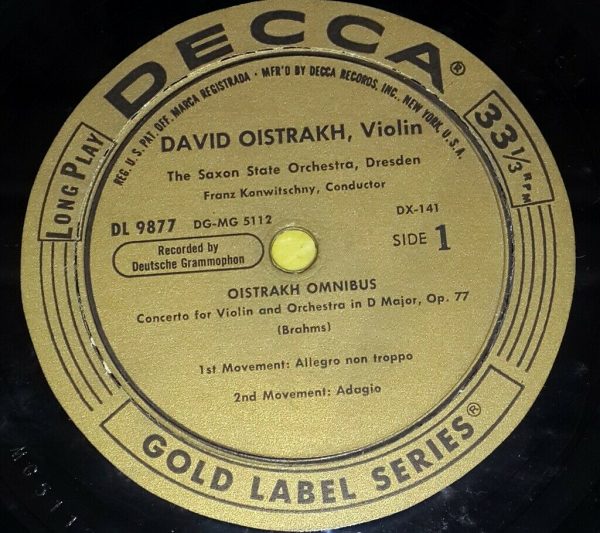 DECCA®
REG. U.S. PAT. OFF. MARCA REGISTRADA • MFR'D BY DECCA RECORDS, INC., NEW YORK, U.S.A.
LONG PLAY
33 1/3 RPM
DAVID OISTRAKH, Violin
The Saxon State Orchestra, Dresden
Franz Konwitschny, Conductor
DL 9877 DG-MG 5112
DX-141
Recorded by
Deutsche Grammophon
SIDE 1
OISTRAKH OMNIBUS
Concerto for Violin and Orchestra in D Major, Op. 77
(Brahms)
1st Movement: Allegro non troppo
2nd Movement: Adagio
GOLD LABEL SERIES®